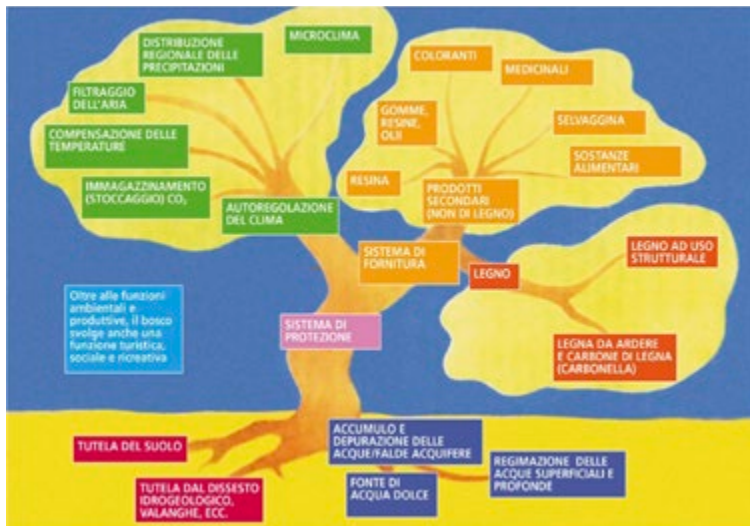 MICROCLIMA
DISTRIBUZIONE
REGIONALE DELLE
PRECIPITAZIONI
FILTRAGGIO
DELL'ARIA
COMPENSAZIONE DELLE
TEMPERATURE
IMMAGAZZINAMENTO
(STOCCAGGIO) CO₂
AUTOREGOLAZIONE
DEL CLIMA
COLORANTI
MEDICINALI
GOMME,
RESINE,
OLII
SELVAGGINA
SOSTANZE
ALIMENTARI
RESINA
PRODOTTI
SECONDARI
(NON DI LEGNO)
SISTEMA DI
FORNITURA
LEGNO
LEGNO AD USO
STRUTTURALE
LEGNA DA ARDERE
E CARBONE DI LEGNA
(CARBONELLA)
Oltre alle funzioni
ambientali e
produttive, il bosco
svolge anche una
funzione turistica,
sociale e ricreativa
SISTEMA DI
PROTEZIONE
TUTELA DEL SUOLO
TUTELA DAL DISSESTO
IDROGEOLOGICO,
VALANGHE, ECC.
ACCUMULO E
DEPURAZIONE DELLE
ACQUE/FALDE ACQUIFERE
FONTE DI
ACQUA DOLCE
REGIMAZIONE DELLE
ACQUE SUPERFICIALI E
PROFONDE